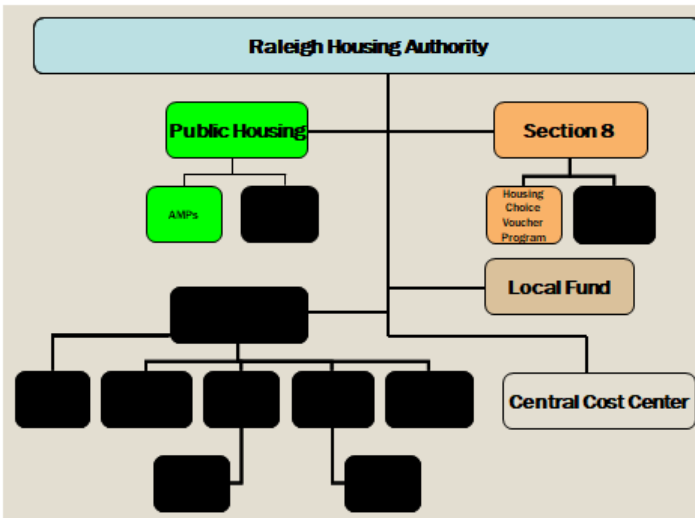 Raleigh Housing Authority
Public Housing
Section 8
AMPs
Housing
Choice
Voucher
Program
Local Fund
Central Cost Center